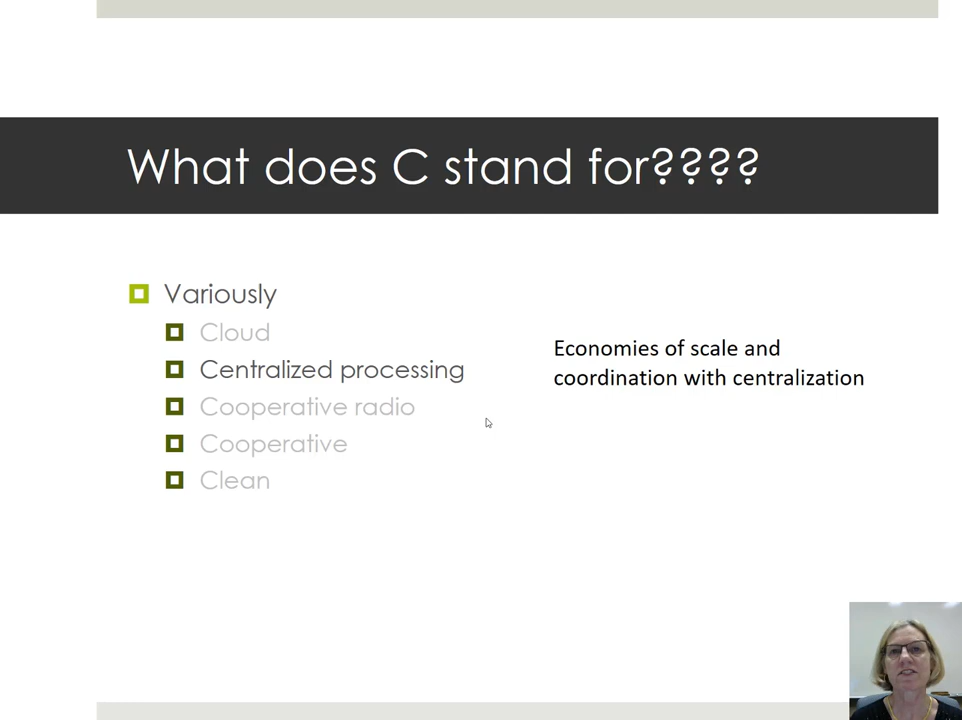 What does C stand for????
Variously
Cloud
Centralized processing
Cooperative radio
Cooperative
Clean
Economies of scale and
coordination with centralization